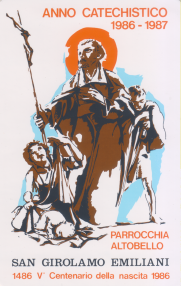 ANNO CATECHISTICO
1986 - 1987
PARROCCHIA
ALTOBELLO
SAN GIROLAMO EMILIANI
1486 V° Centenario della nascita 1986